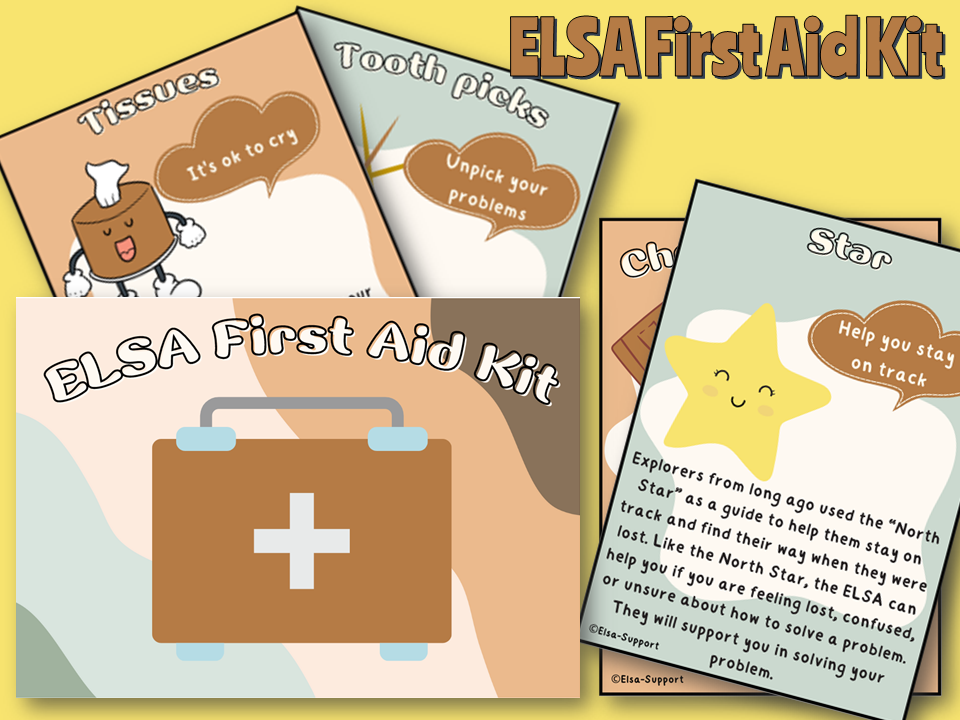 ELSA First Aid Kit
Tissues
It's ok to cry
Tooth picks
Unpick your
problems
ELSA First Aid Kit
Star
Help you stay
on track
Explorers from long ago used the “North
Star” as a guide to help them stay on
track and find their way when they were
lost. Like the North Star, the ELSA can
help you if you are feeling lost, confused,
or unsure about how to solve a problem.
They will support you in solving your
problem.
©Elsa-Support
©Elsa-Support